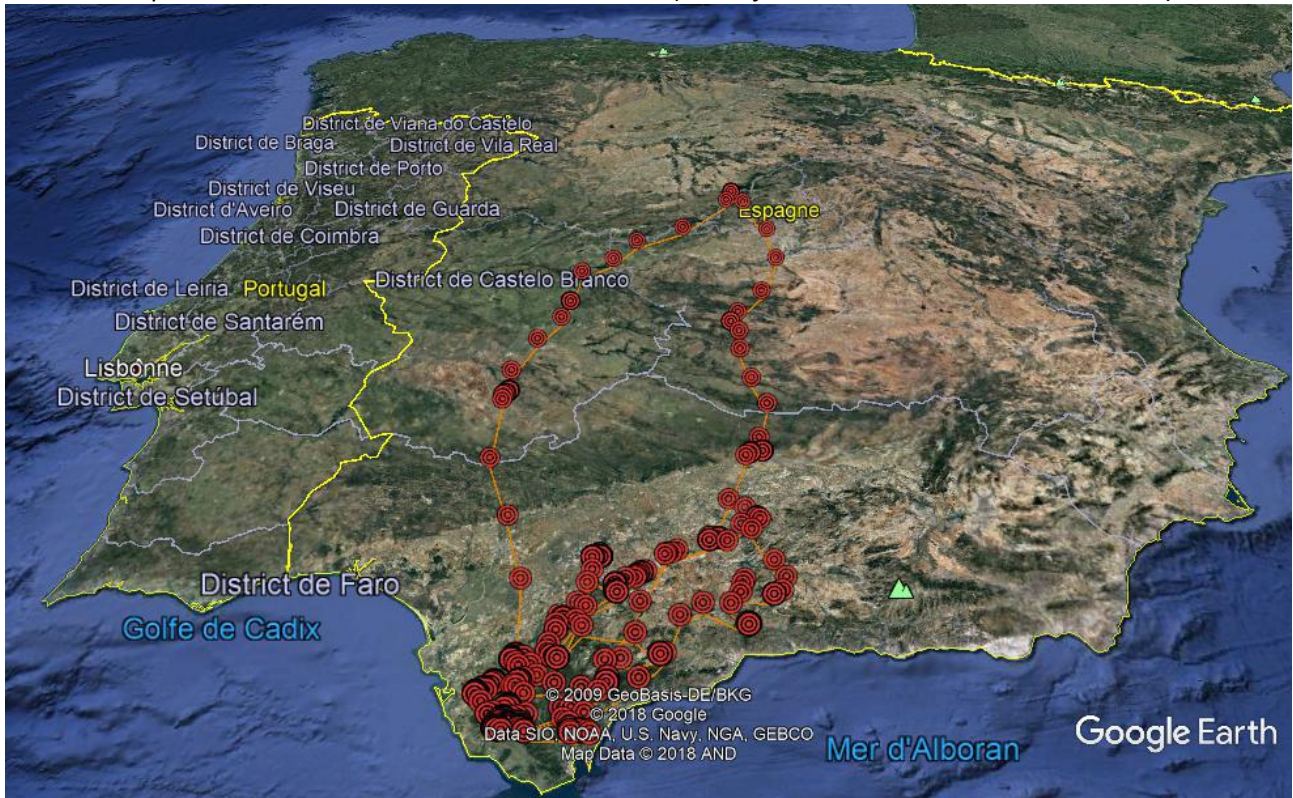 District de Viana do Castelo
District de Braga
District de Vila Real
District de Porto
District de Viseu
Espagne
District d'Aveiro
District de Guarda
District de Coimbra
District de Castelo Branco
District de Leiria
Portugal
District de Santarém
Lisbonne
District de Setúbal
District de Faro
Golfe de Cadix
© 2009 GeoBasis-DE/BKG
© 2018 Google
Data SIO, NOAA, U.S. Navy, NGA, GEBCO
Map Data © 2018 AND
Mer d'Alboran
Google Earth